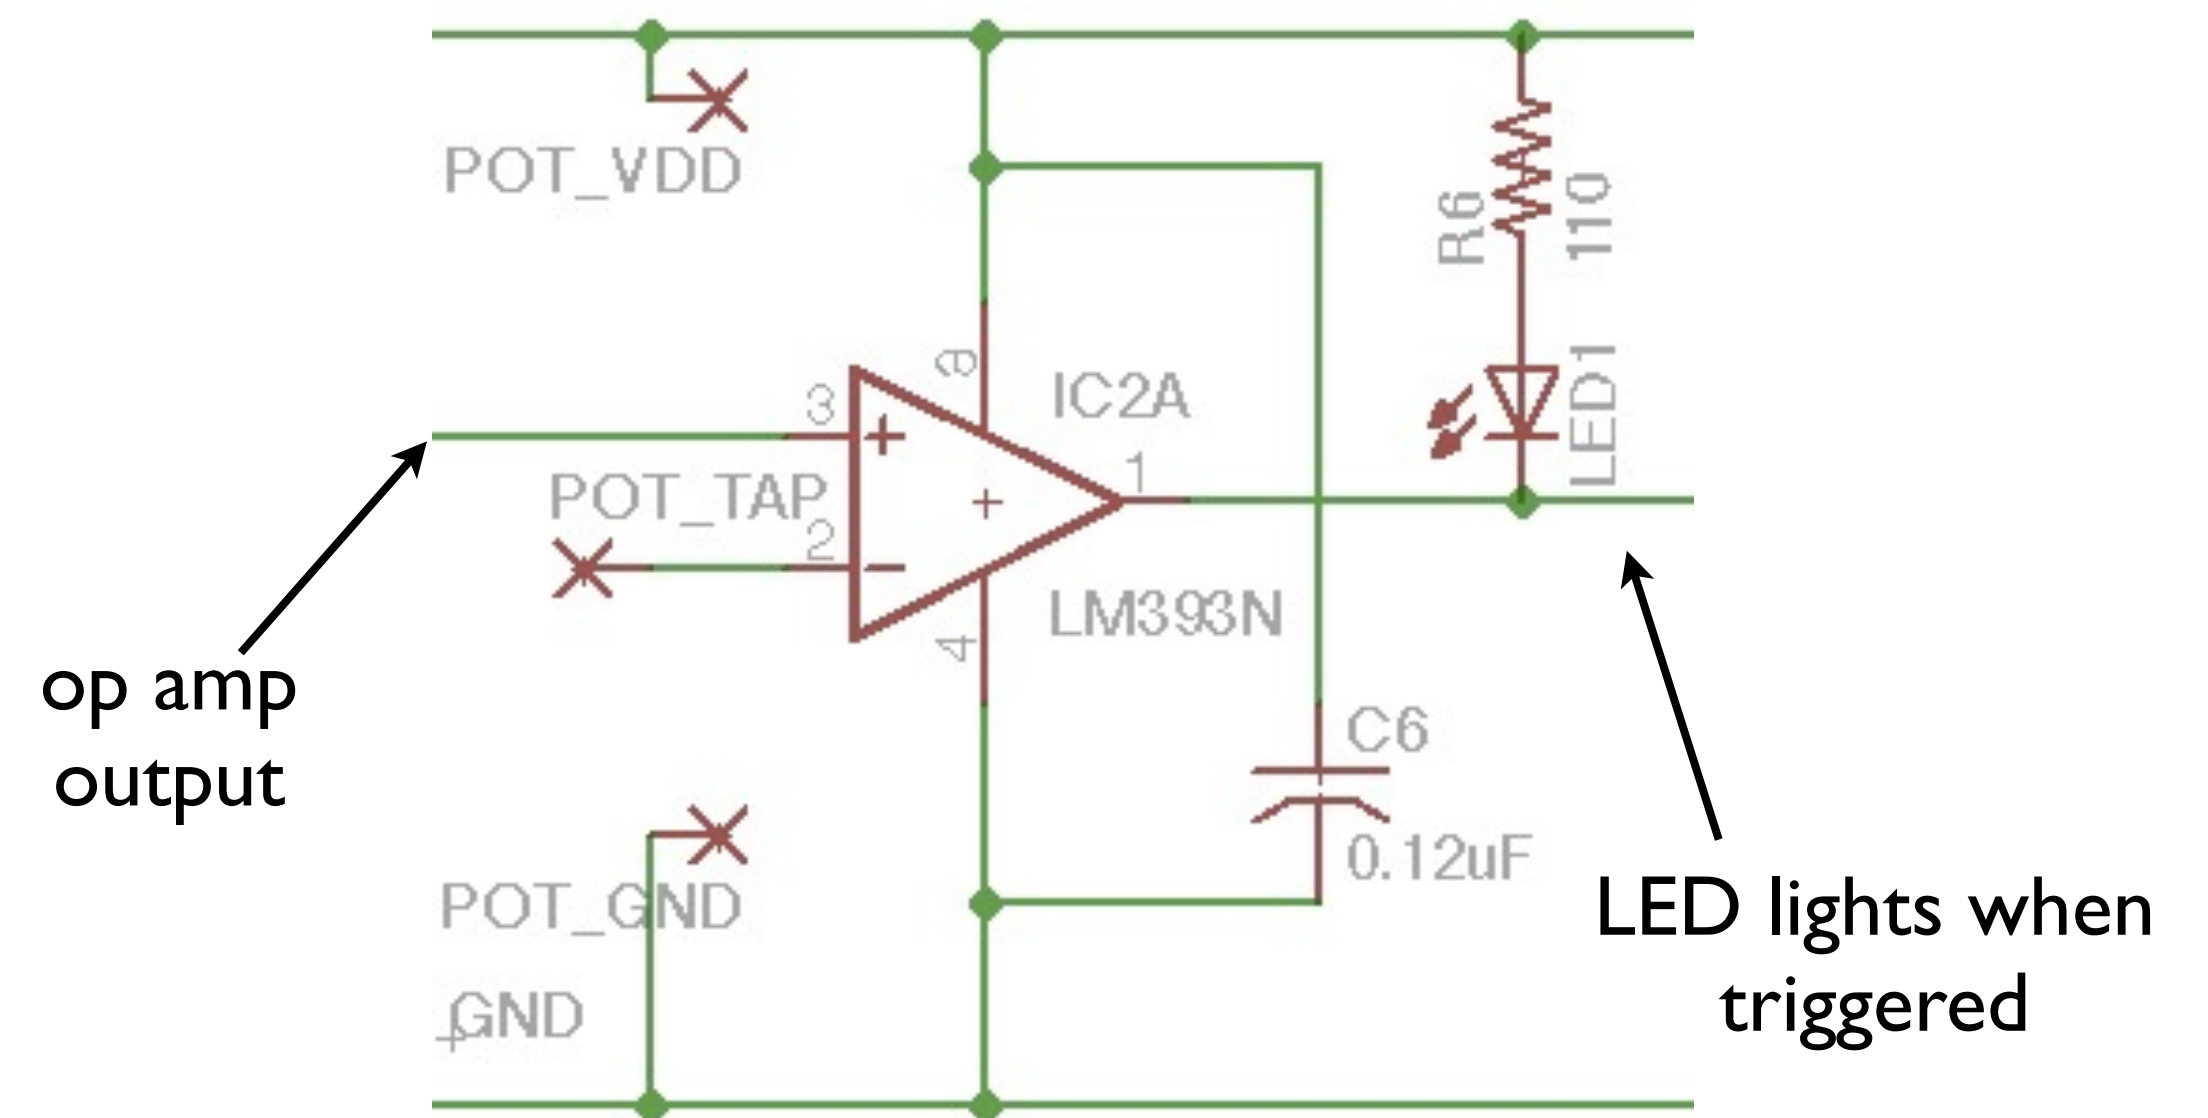 POT_VDD
R6
110
8
IC2A
3
+
LED1
1
POT_TAP
2
-
LM393N
4
op amp
output
C6
0.12uF
POT_GND
GND
LED lights when
triggered